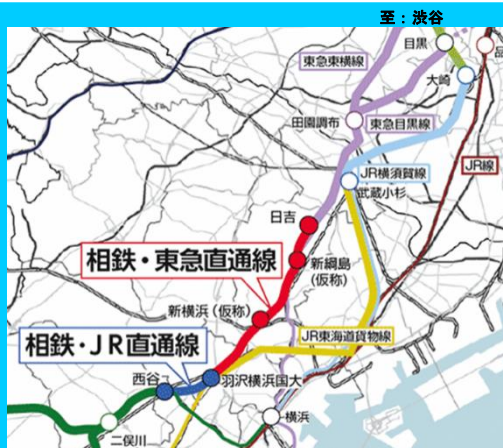 至：渋谷
目黒
品
東急東横線
大崎
田園調布
東急目黒線
JR横須賀線
JR線
武蔵小杉
日吉
相鉄・東急直通線
新綱島
(仮称)
新横浜(仮称)
JR東海道貨物線
相鉄・JR直通線
西谷
羽沢横浜国大
横浜
二俣川